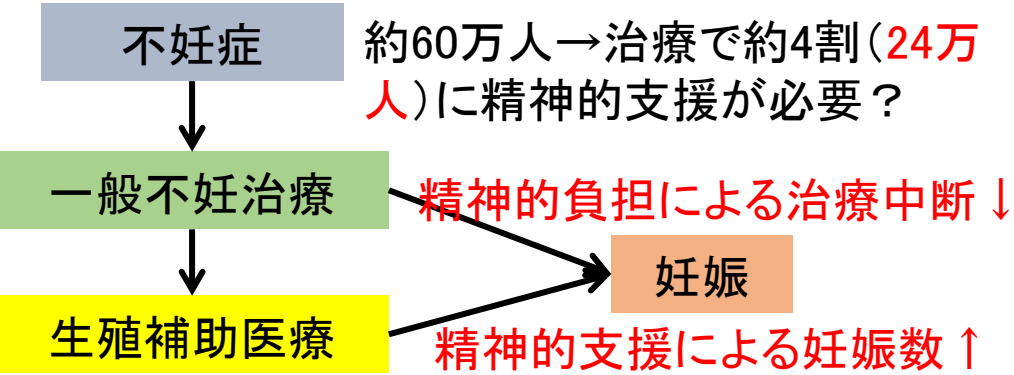 不妊症
約60万人→治療で約4割(24万
人)に精神的支援が必要？
一般不妊治療
精神的負担による治療中断↓
妊娠
生殖補助医療
精神的支援による妊娠数↑